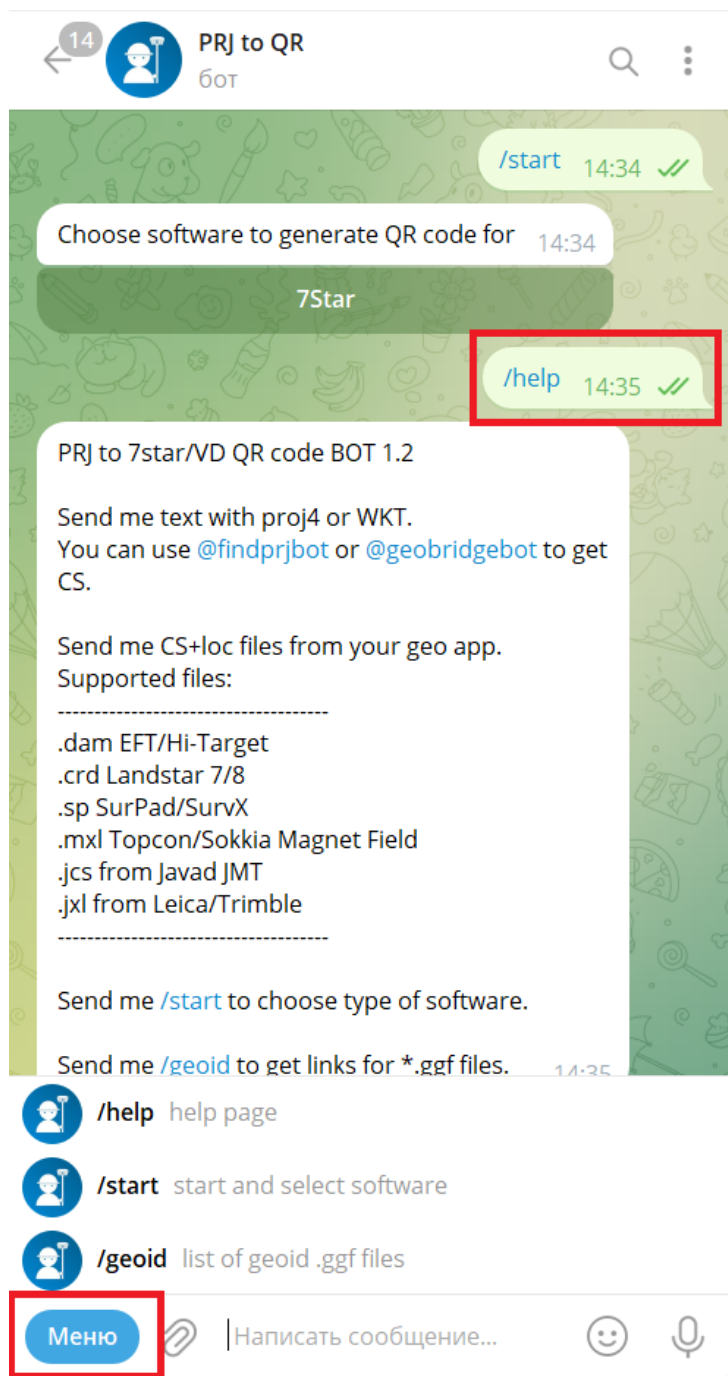 14
PRJ to QR
бот
/start 14:34
Choose software to generate QR code for 14:34
7Star
/help 14:35
PRJ to 7star/VD QR code BOT 1.2
Send me text with proj4 or WKT.
You can use @findprjbot or @geobridgebot to get
CS.
Send me CS+loc files from your geo app.
Supported files:
-------------------------------------
.dam EFT/Hi-Target
.crd Landstar 7/8
.sp SurPad/SurvX
.mxl Topcon/Sokkia Magnet Field
.jcs from Javad JMT
.jxl from Leica/Trimble
-------------------------------------
Send me /start to choose type of software.
Send me /geoid to get links for *.ggf files. 14:35
/help help page
/start start and select software
/geoid list of geoid .ggf files
Меню
Написать сообщение...